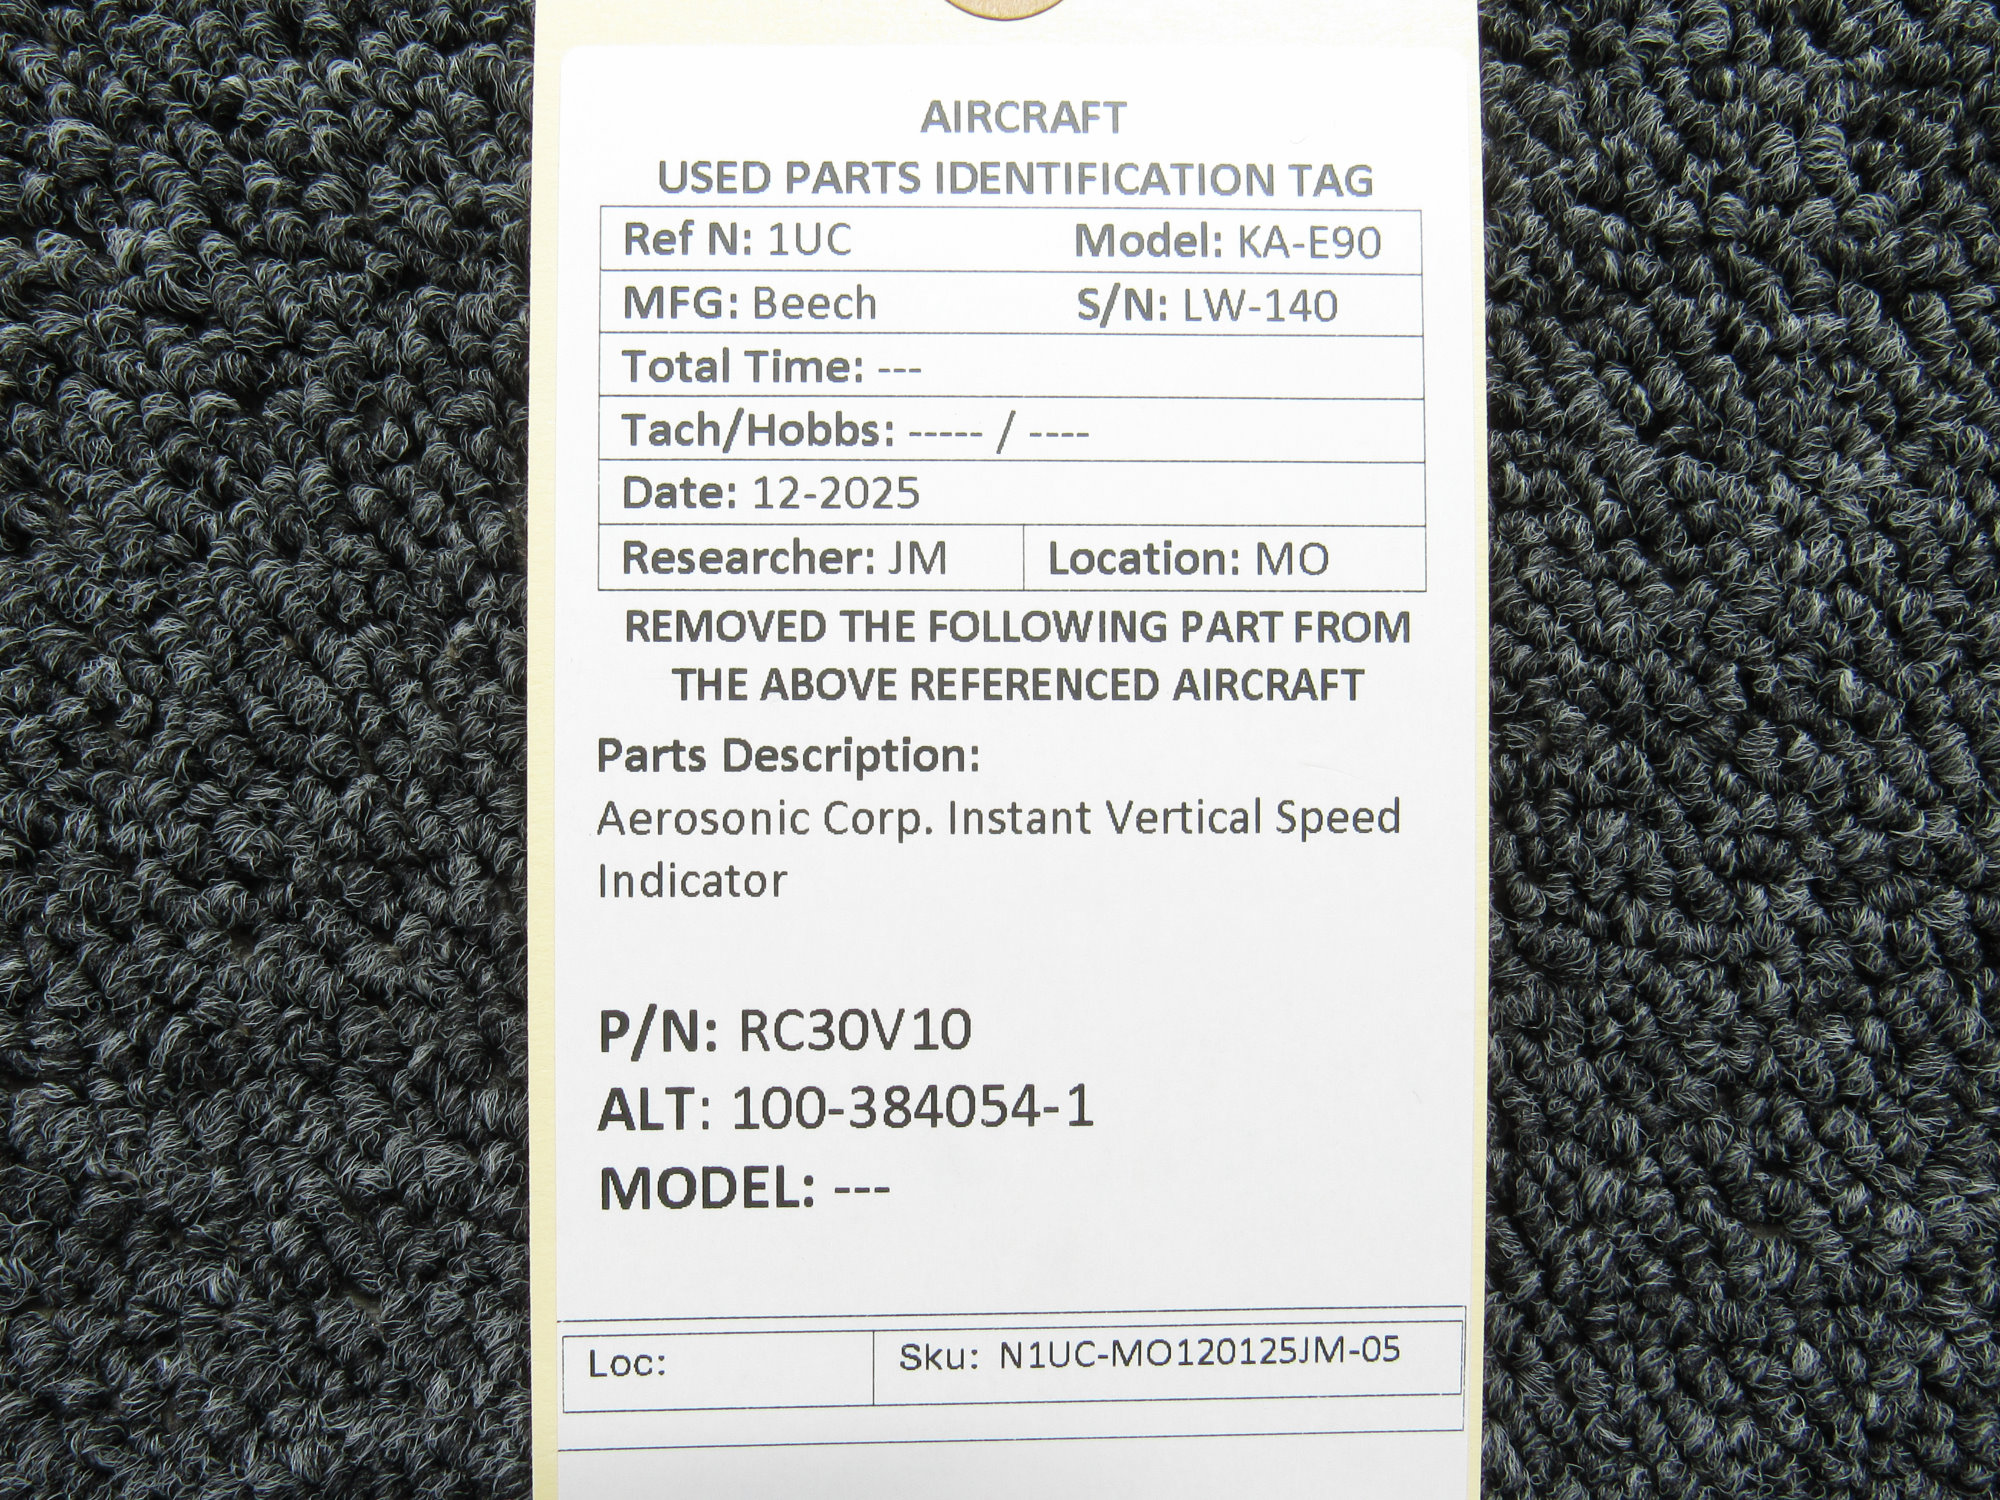 AIRCRAFT
USED PARTS IDENTIFICATION TAG
Ref N: 1UC Model: KA-E90
MFG: Beech S/N: LW-140
Total Time: ---
Tach/Hobbs: ----- / ----
Date: 12-2025
Researcher: JM Location: MO
REMOVED THE FOLLOWING PART FROM
THE ABOVE REFERENCED AIRCRAFT
Parts Description:
Aerosonic Corp. Instant Vertical Speed
Indicator
P/N: RC30V10
ALT: 100-384054-1
MODEL: ---
Loc: Sku: N1UC-MO120125JM-05